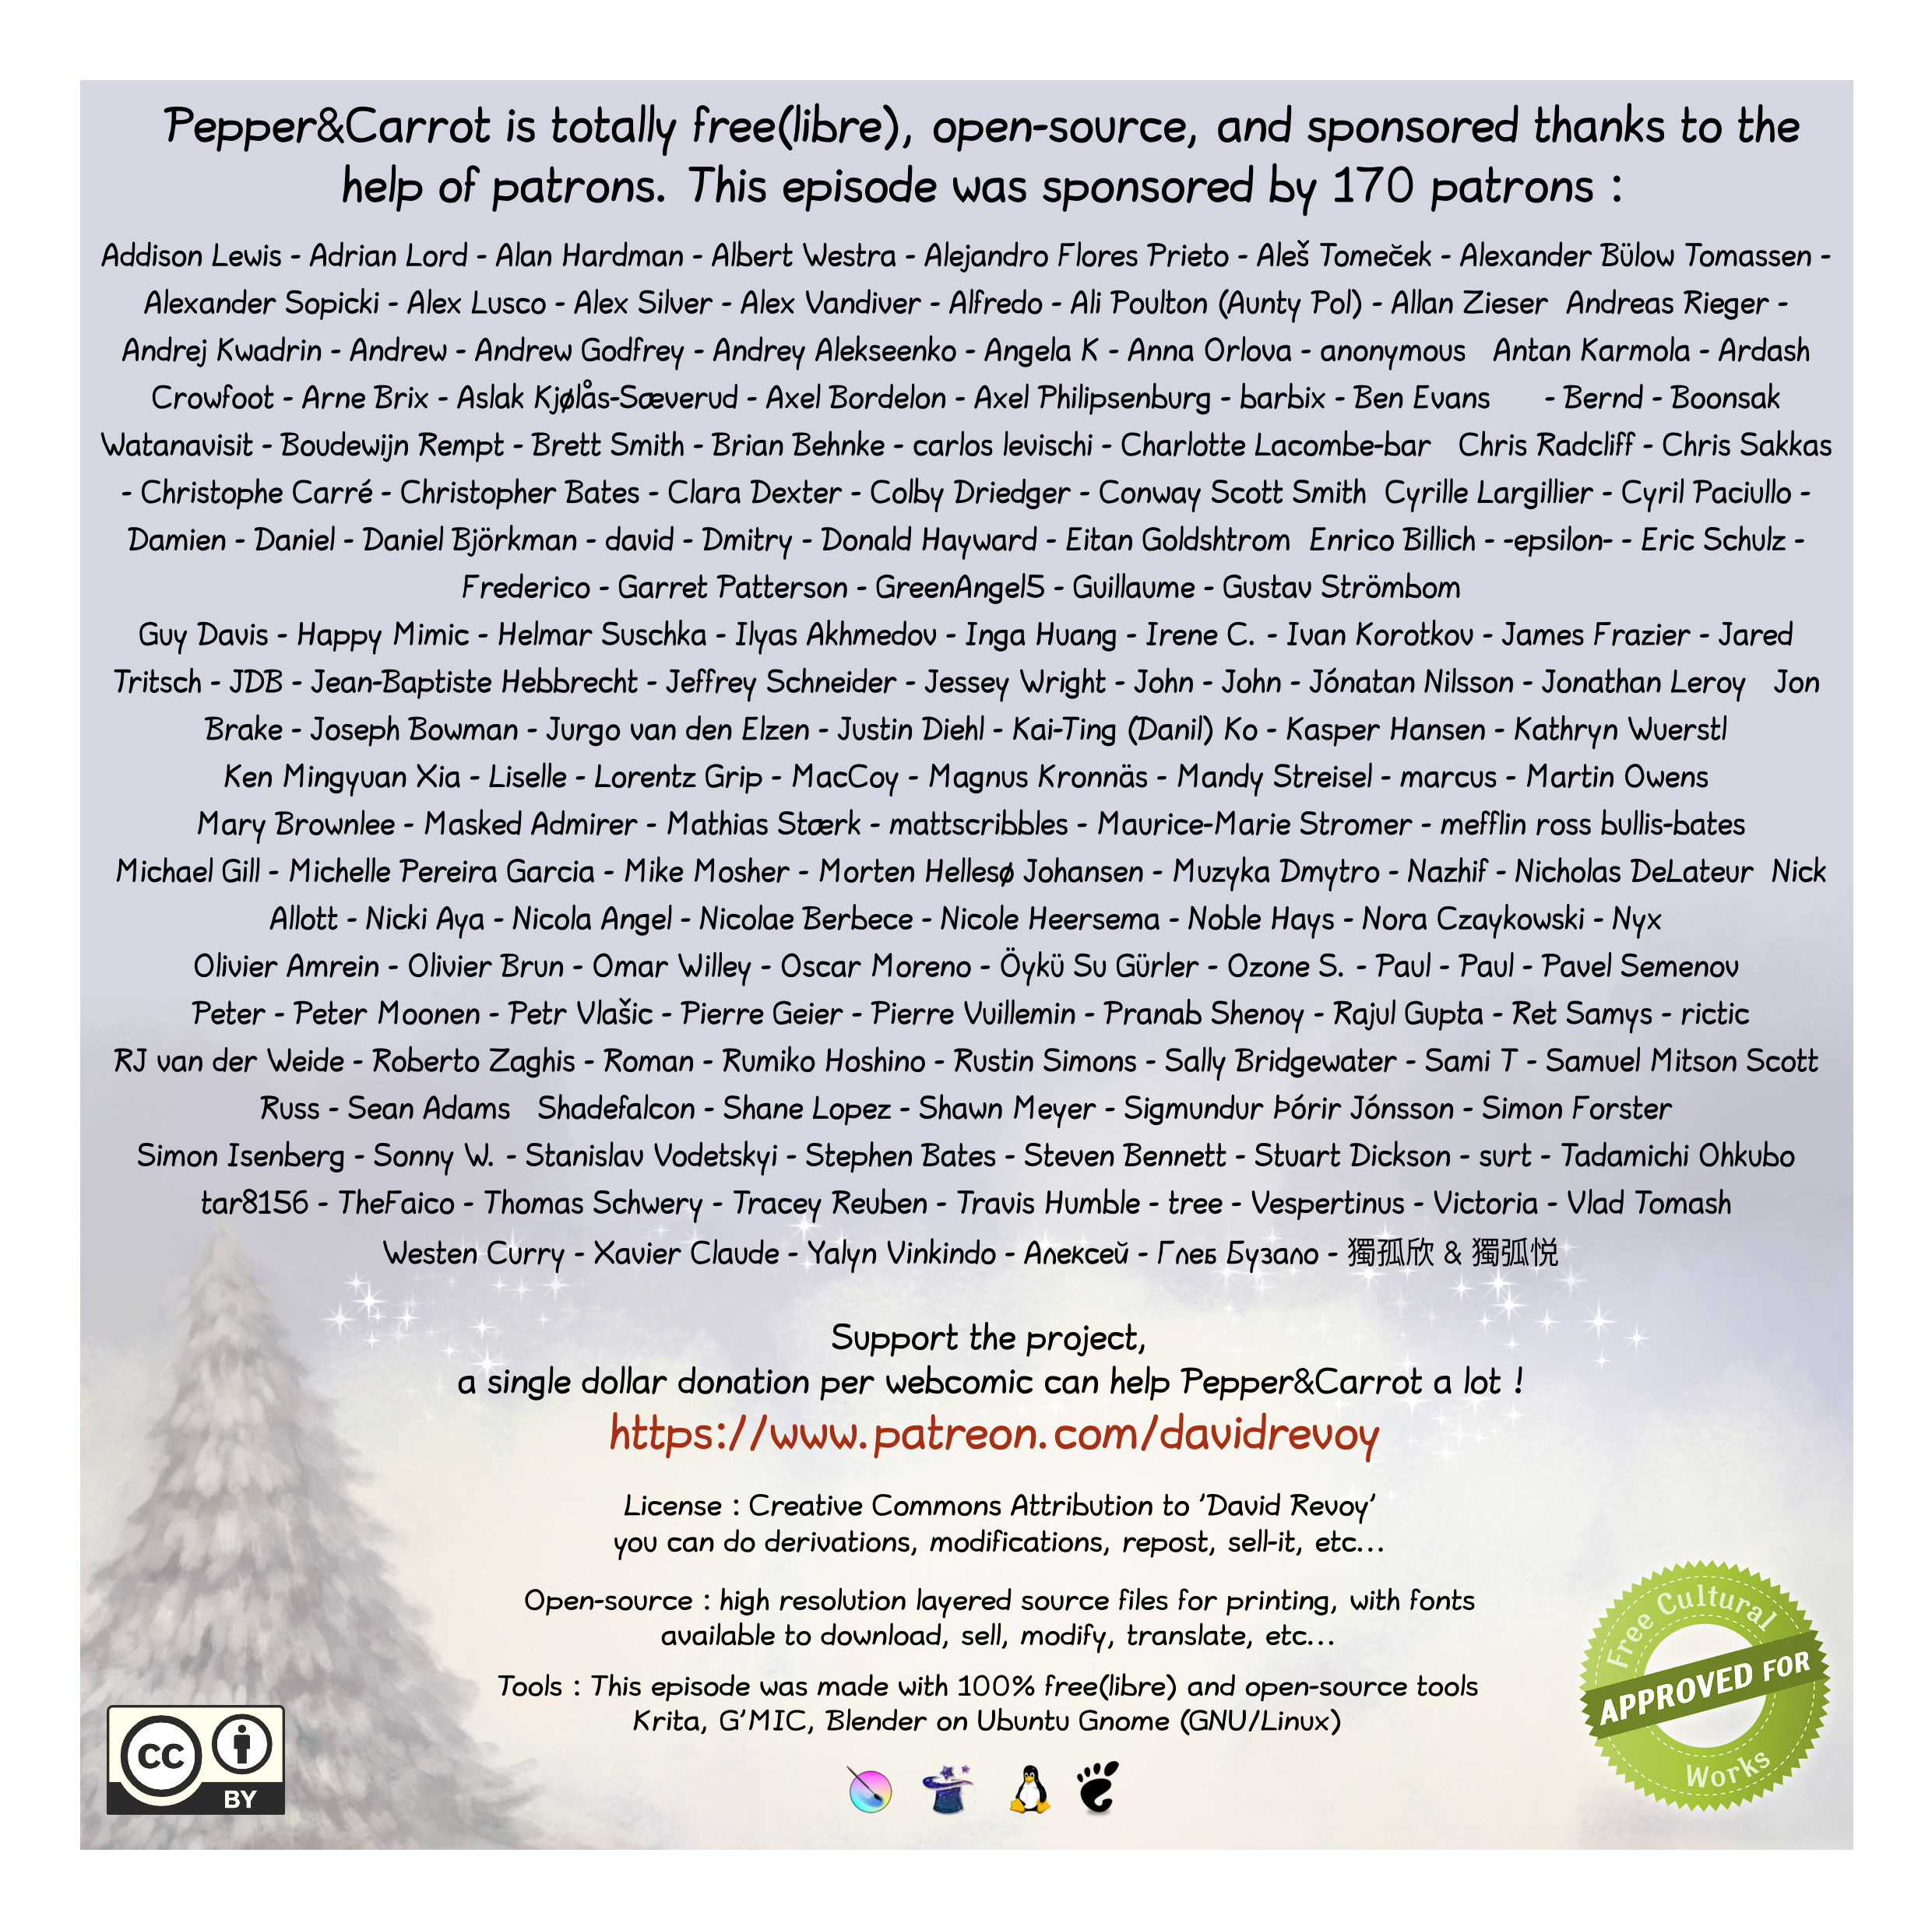 Pepper&Carrot is totally free(libre), open-source, and sponsored thanks to the
help of patrons. This episode was sponsored by 170 patrons :
Addison Lewis - Adrian Lord - Alan Hardman - Albert Westra - Alejandro Flores Prieto - Aleš Tomeček - Alexander Bülow Tomassen -
Alexander Sopicki - Alex Lusco - Alex Silver - Alex Vandiver - Alfredo - Ali Poulton (Aunty Pol) - Allan Zieser  Andreas Rieger -
Andrej Kwadrin - Andrew - Andrew Godfrey - Andrey Alekseenko - Angela K - Anna Orlova - anonymous  Antan Karmola - Ardash
Crowfoot - Arne Brix - Aslak Kjølås-Sæverud - Axel Bordelon - Axel Philipsenburg - barbix - Ben Evans  - Bernd - Boonsak
Watanavisit - Boudewijn Rempt - Brett Smith - Brian Behnke - carlos levischi - Charlotte Lacombe-bar  Chris Radcliff - Chris Sakkas
- Christophe Carré - Christopher Bates - Clara Dexter - Colby Driedger - Conway Scott Smith  Cyrille Largillier - Cyril Paciullo -
Damien - Daniel - Daniel Björkman - david - Dmitry - Donald Hayward - Eitan Goldshtrom  Enrico Billich - -epsilon- - Eric Schulz -
Frederico - Garret Patterson - GreenAngel5 - Guillaume - Gustav Strömbom
Guy Davis - Happy Mimic - Helmar Suschka - Ilyas Akhmedov - Inga Huang - Irene C. - Ivan Korotkov - James Frazier - Jared
Tritsch - JDB - Jean-Baptiste Hebbrecht - Jeffrey Schneider - Jessey Wright - John - John - Jónatan Nilsson - Jonathan Leroy  Jon
Brake - Joseph Bowman - Jurgo van den Elzen - Justin Diehl - Kai-Ting (Danil) Ko - Kasper Hansen - Kathryn Wuerstl
Ken Mingyuan Xia - Liselle - Lorentz Grip - MacCoy - Magnus Kronnäs - Mandy Streisel - marcus - Martin Owens
Mary Brownlee - Masked Admirer - Mathias Stærk - mattscribbles - Maurice-Marie Stromer - mefflin ross bullis-bates
Michael Gill - Michelle Pereira Garcia - Mike Mosher - Morten Hellesø Johansen - Muzyka Dmytro - Nazhif - Nicholas DeLateur  Nick
Allott - Nicki Aya - Nicola Angel - Nicolae Berbece - Nicole Heersema - Noble Hays - Nora Czaykowski - Nyx
Olivier Amrein - Olivier Brun - Omar Willey - Oscar Moreno - Öykü Su Gürler - Ozone S. - Paul - Paul - Pavel Semenov
Peter - Peter Moonen - Petr Vlašic - Pierre Geier - Pierre Vuillemin - Pranab Shenoy - Rajul Gupta - Ret Samys - rictic
RJ van der Weide - Roberto Zaghis - Roman - Rumiko Hoshino - Rustin Simons - Sally Bridgewater - Sami T - Samuel Mitson Scott
Russ - Sean Adams  Shadefalcon - Shane Lopez - Shawn Meyer - Sigmundur Þórir Jónsson - Simon Forster
Simon Isenberg - Sonny W. - Stanislav Vodetskyi - Stephen Bates - Steven Bennett - Stuart Dickson - surt - Tadamichi Ohkubo
tar8156 - TheFaico - Thomas Schwery - Tracey Reuben - Travis Humble - tree - Vespertinus - Victoria - Vlad Tomash
Westen Curry - Xavier Claude - Yalyn Vinkindo - Алексей - Глеб Бузало - 獨孤欣 & 獨弧悦
Support the project,
a single dollar donation per webcomic can help Pepper&Carrot a lot !
https://www.patreon.com/davidrevoy
License : Creative Commons Attribution to 'David Revoy'
you can do derivations, modifications, repost, sell-it, etc...
Open-source : high resolution layered source files for printing, with fonts
available to download, sell, modify, translate, etc...
Tools : This episode was made with 100% free(libre) and open-source tools
Krita, G'MIC, Blender on Ubuntu Gnome (GNU/Linux)
CC
BY
Free Cultural
APPROVED FOR
Works